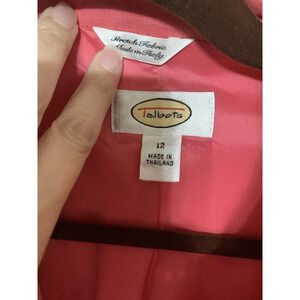 Stretch Fabric
Made in Italy
Talbots
12
MADE IN
THAILAND